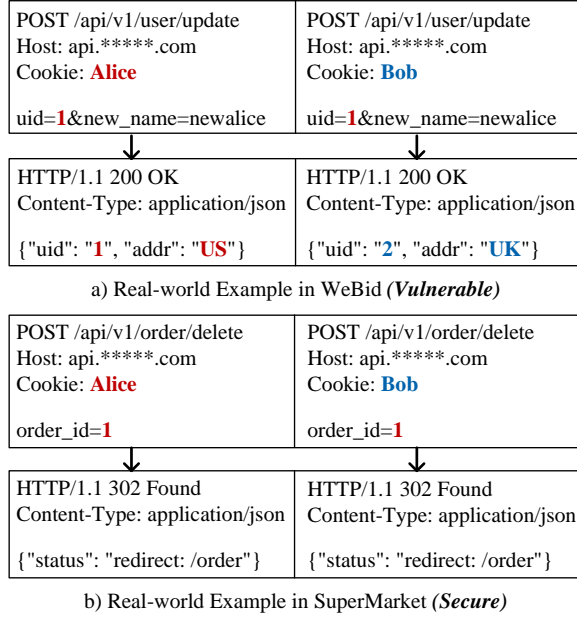 POST /api/v1/user/update
Host: api.*****.com
Cookie: Alice
uid=1&new_name=newalice
POST /api/v1/user/update
Host: api.*****.com
Cookie: Bob
uid=1&new_name=newalice
HTTP/1.1 200 OK
Content-Type: application/json
{"uid": "1", "addr": "US"}
HTTP/1.1 200 OK
Content-Type: application/json
{"uid": "2", "addr": "UK"}
a) Real-world Example in WeBid (Vulnerable)
POST /api/v1/order/delete
Host: api.*****.com
Cookie: Alice
order_id=1
POST /api/v1/order/delete
Host: api.*****.com
Cookie: Bob
order_id=1
HTTP/1.1 302 Found
Content-Type: application/json
{"status": "redirect: /order"}
HTTP/1.1 302 Found
Content-Type: application/json
{"status": "redirect: /order"}
b) Real-world Example in SuperMarket (Secure)